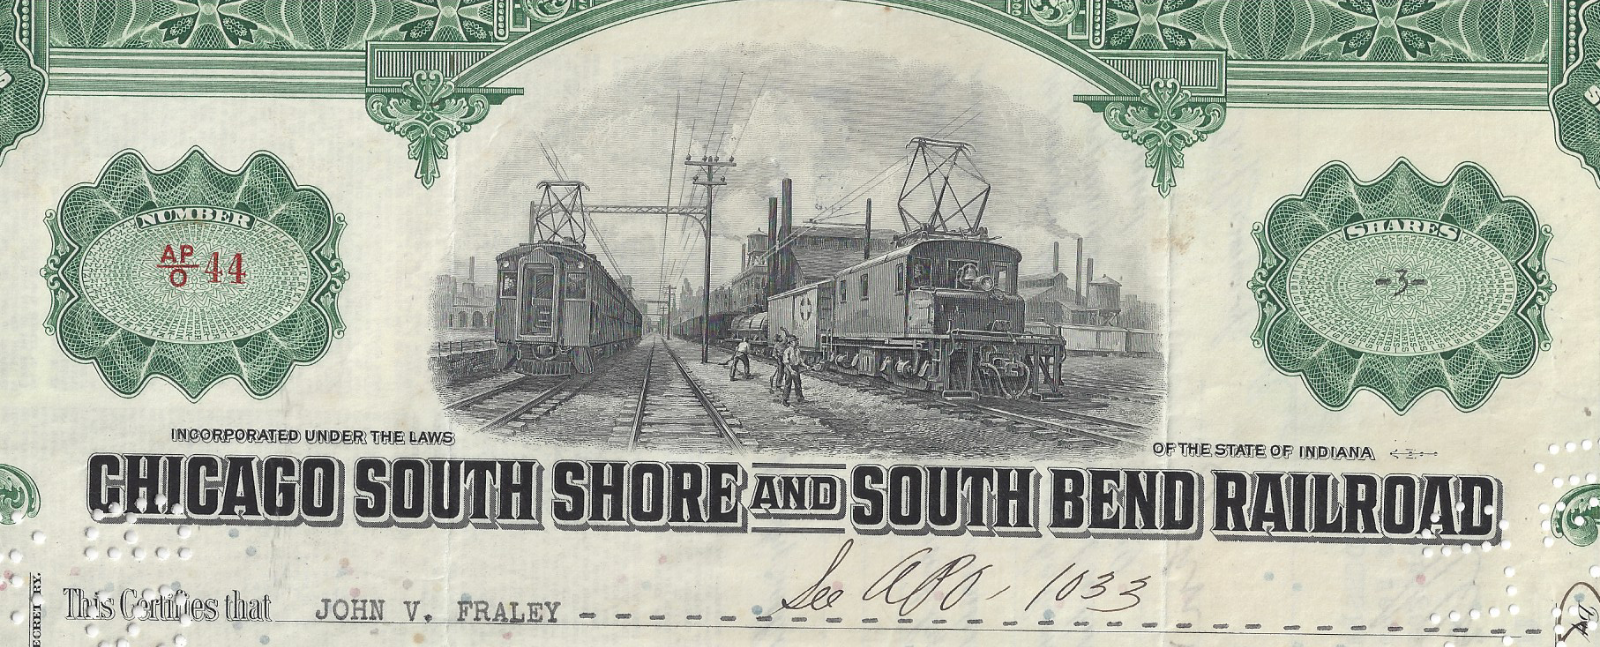 NUMBER
AP/O 44
SHARES
-3-
INCORPORATED UNDER THE LAWS
OF THE STATE OF INDIANA
CHICAGO SOUTH SHORE AND SOUTH BEND RAILROAD
See APO - 1033
This Certifies that JOHN V. FRALEY